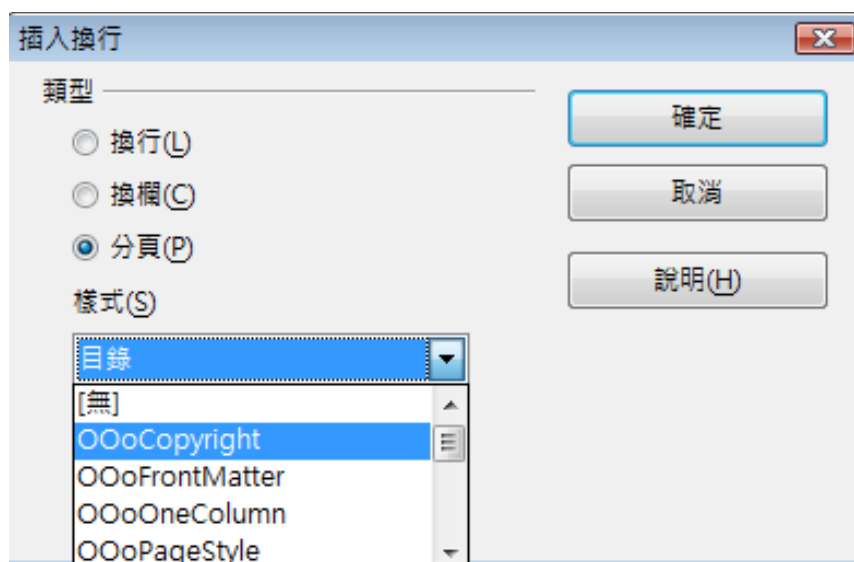 插入換行
類型
換行(L)
換欄(C)
分頁(P)
樣式(S)
目錄
[無]
OOoCopyright
OOoFrontMatter
OOoOneColumn
OOoPageStyle
確定
取消
說明(H)